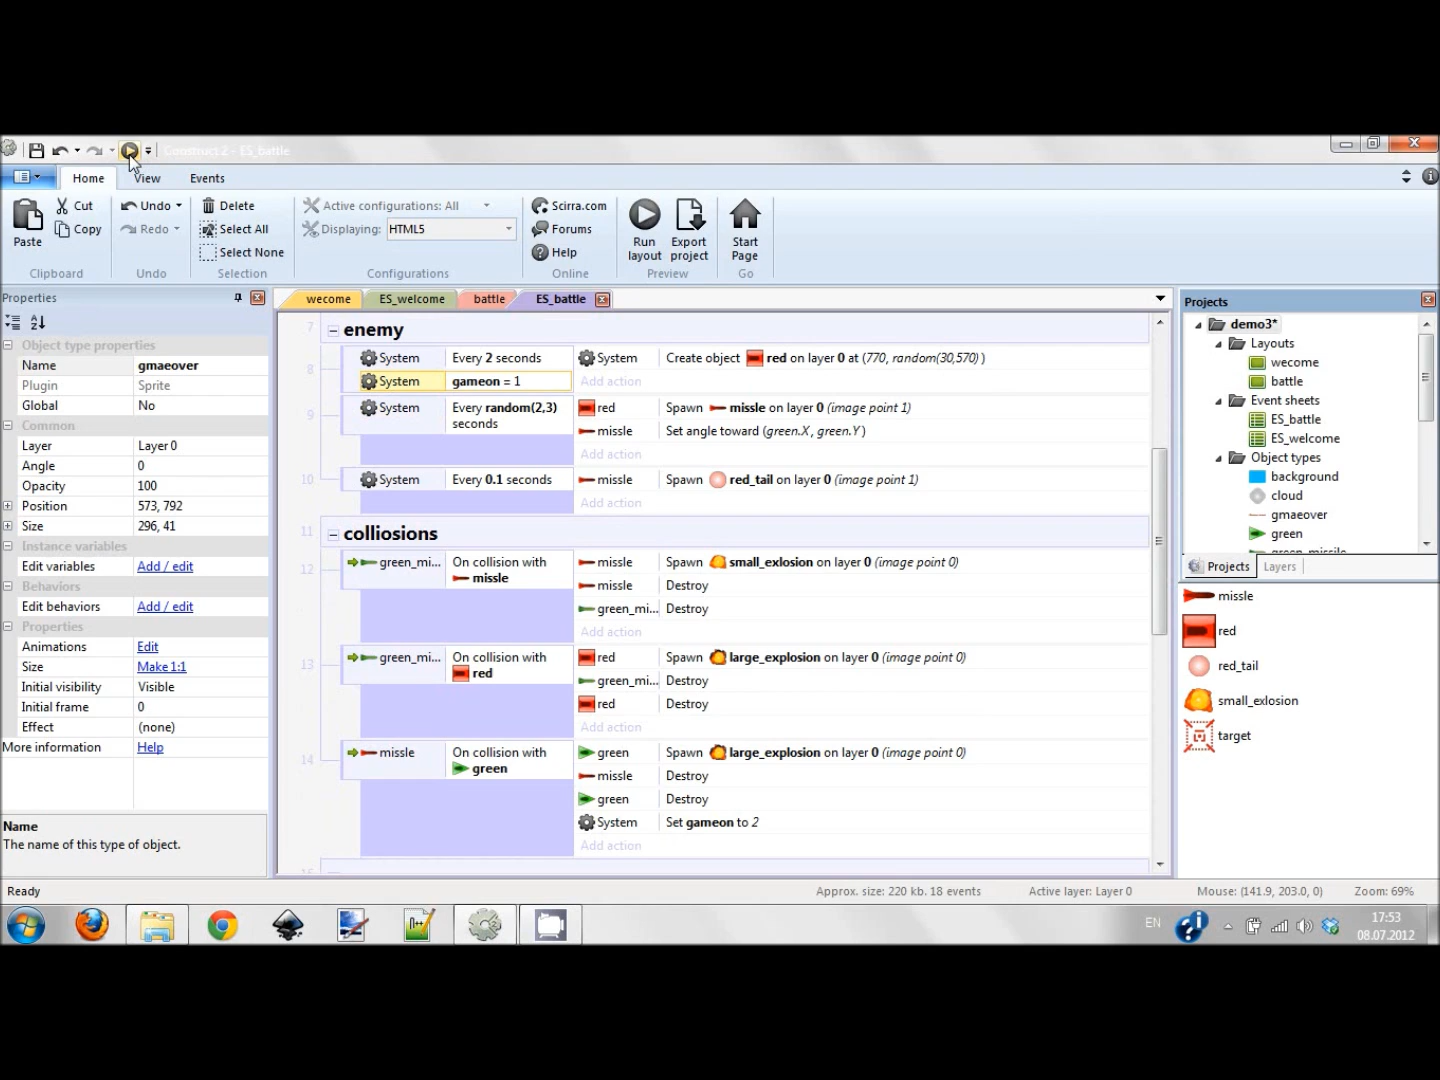 Construct 2 - ES_battle
Home View Events
Paste Cut Copy Clipboard
Undo Redo Undo
Delete Select All Select None Selection
Active configurations: All
Displaying: HTML5
Configurations
Scirra.com Forums Help Online
Run layout Export project Preview
Start Page Go
Properties
Object type properties
Name gmaeover
Plugin Sprite
Global No
Common
Layer Layer 0
Angle 0
Opacity 100
Position 573, 792
Size 296, 41
Instance variables
Edit variables Add / edit
Behaviors
Edit behaviors Add / edit
Properties
Animations Edit
Size Make 1:1
Initial visibility Visible
Initial frame 0
Effect (none)
More information Help
Name
The name of this type of object.
wecome ES_welcome battle ES_battle
7 enemy
8 System Every 2 seconds System Create object red on layer 0 at (770, random(30,570))
System gameon = 1 Add action
9 System Every random(2,3) seconds red Spawn missle on layer 0 (image point 1)
missle Set angle toward (green.X, green.Y)
Add action
10 System Every 0.1 seconds missle Spawn red_tail on layer 0 (image point 1)
Add action
11 colliosions
12 green_mi... On collision with missle missle Spawn small_exlosion on layer 0 (image point 0)
missle Destroy
green_mi... Destroy
Add action
13 green_mi... On collision with red red Spawn large_explosion on layer 0 (image point 0)
green_mi... Destroy
red Destroy
Add action
14 missle On collision with green green Spawn large_explosion on layer 0 (image point 0)
missle Destroy
green Destroy
System Set gameon to 2
Add action
Projects
demo3*
Layouts
wecome
battle
Event sheets
ES_battle
ES_welcome
Object types
background
cloud
gmaeover
green
green_missile
Projects Layers
missle
red
red_tail
small_exlosion
target
Ready Approx. size: 220 kb. 18 events Active layer: Layer 0 Mouse: (141.9, 203.0, 0) Zoom: 69%
EN 17:53
08.07.2012